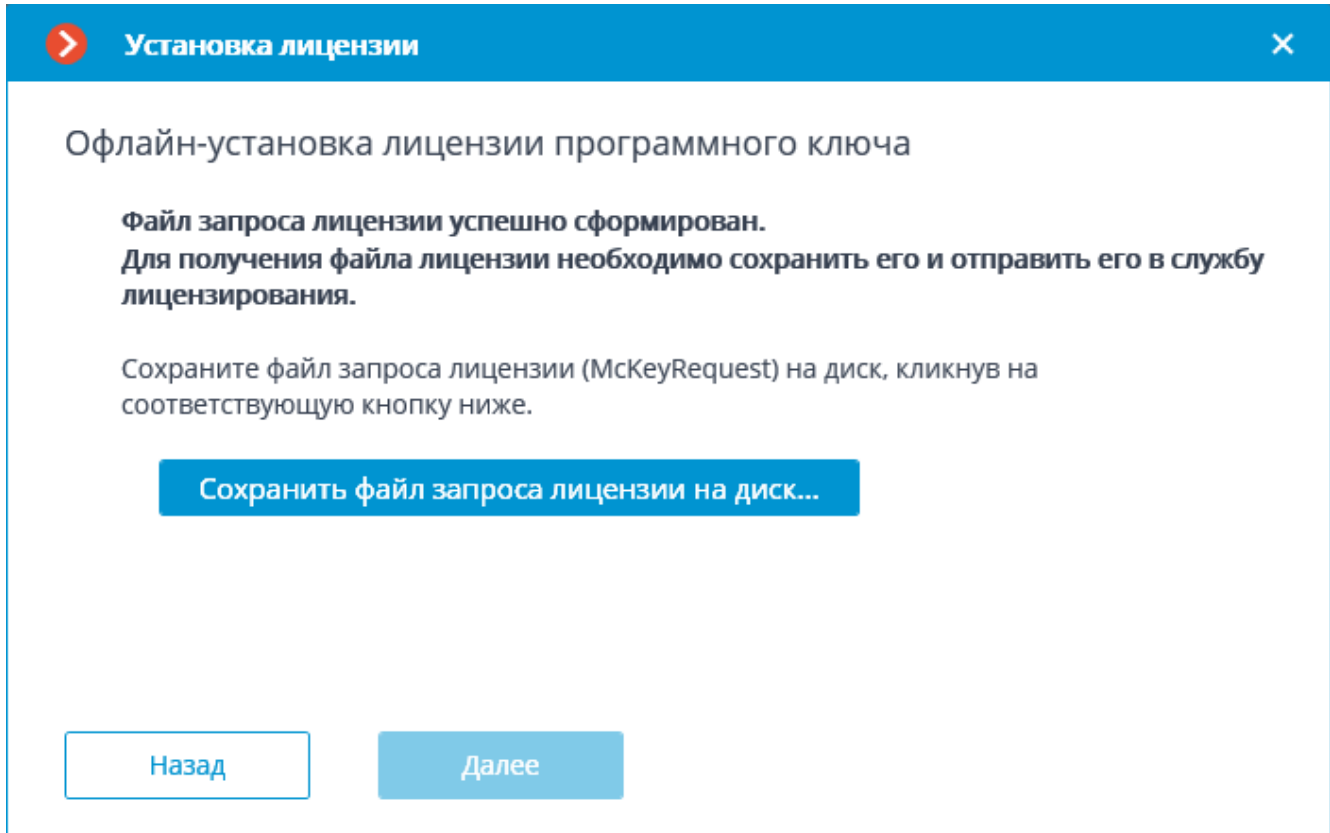 Установка лицензии
Офлайн-установка лицензии программного ключа
Файл запроса лицензии успешно сформирован.
Для получения файла лицензии необходимо сохранить его и отправить его в службу
лицензирования.
Сохраните файл запроса лицензии (McKeyRequest) на диск, кликнув на
соответствующую кнопку ниже.
Сохранить файл запроса лицензии на диск...
Назад
Далее